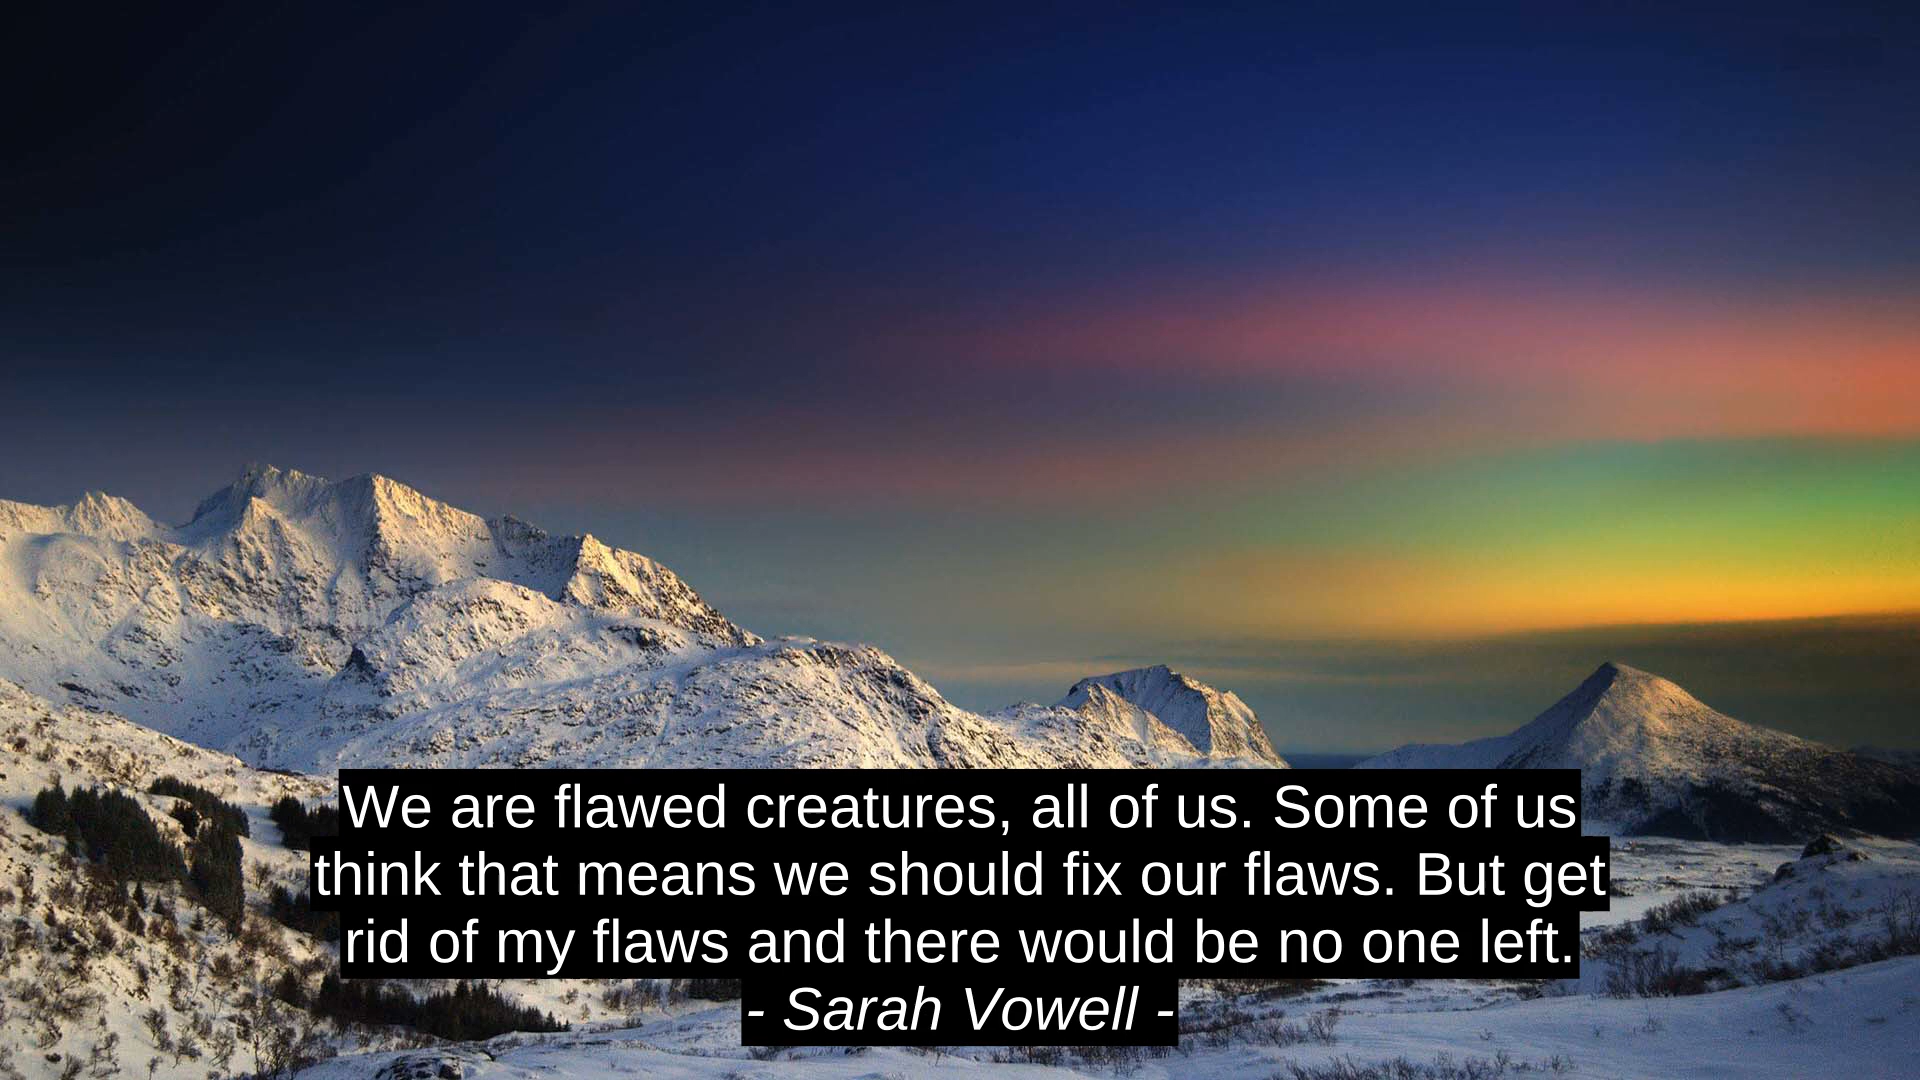 We are flawed creatures, all of us. Some of us
think that means we should fix our flaws. But get
rid of my flaws and there would be no one left.
- Sarah Vowell -